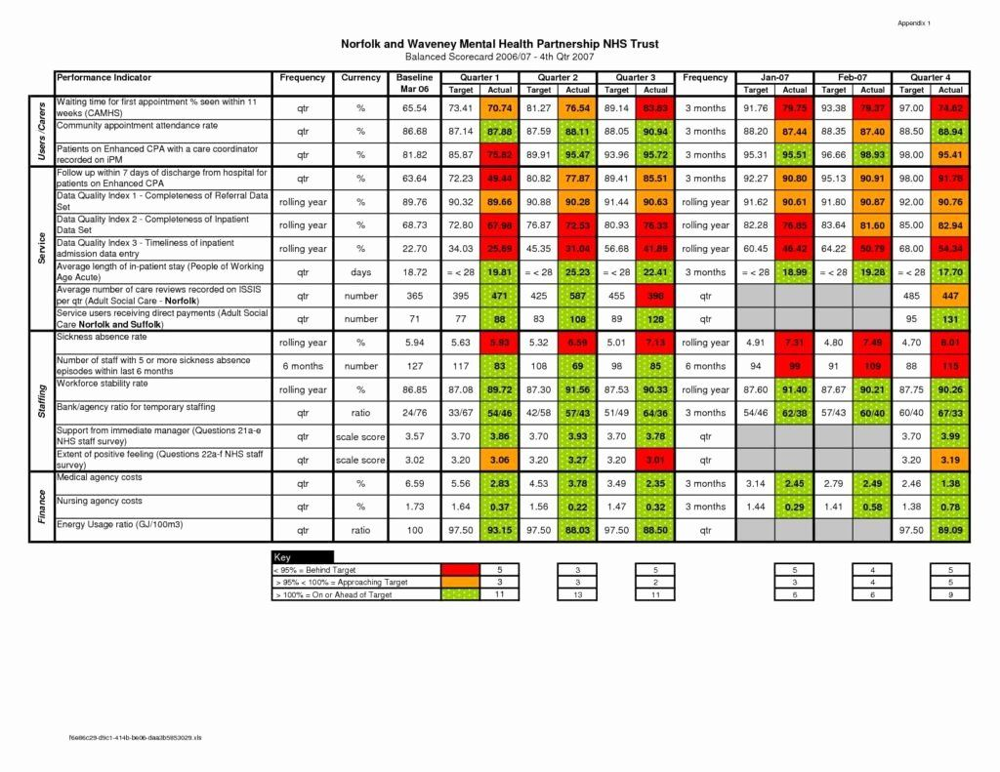 Appendix 1
Norfolk and Waveney Mental Health Partnership NHS Trust
Balanced Scorecard 2006/07 - 4th Qtr 2007
Performance Indicator Frequency Currency Baseline Quarter 1 Quarter 2 Quarter 3 Frequency Jan-07 Feb-07 Quarter 4
Mar 06 Target Actual Target Actual Target Actual Target Actual Target Actual Target Actual
Users /Carers
Waiting time for first appointment % seen within 11
weeks (CAMHS) qtr % 65.54 73.41 70.74 81.27 76.54 89.14 83.63 3 months 91.76 79.75 93.38 79.37 97.00 74.62
Community appointment attendance rate
qtr % 86.68 87.14 87.88 87.59 88.11 88.05 90.94 3 months 88.20 87.44 88.35 87.40 88.50 88.94
Patients on Enhanced CPA with a care coordinator
recorded on iPM qtr % 81.82 85.87 75.82 89.91 95.47 93.96 95.72 3 months 95.31 95.51 96.66 98.93 98.00 95.41
Service
Follow up within 7 days of discharge from hospital for
patients on Enhanced CPA qtr % 63.64 72.23 49.44 80.82 77.87 89.41 85.51 3 months 92.27 90.80 95.13 90.91 98.00 91.78
Data Quality Index 1 - Completeness of Referral Data
Set rolling year % 89.76 90.32 89.66 90.88 90.28 91.44 90.63 rolling year 91.62 90.61 91.80 90.87 92.00 90.76
Data Quality Index 2 - Completeness of Inpatient
Data Set rolling year % 68.73 72.80 67.98 76.87 72.53 80.93 76.33 rolling year 82.28 76.85 83.64 81.60 85.00 82.94
Data Quality Index 3 - Timeliness of inpatient
admission data entry rolling year % 22.70 34.03 25.69 45.35 31.04 56.68 41.89 rolling year 60.45 46.42 64.22 50.79 68.00 54.34
Average length of in-patient stay (People of Working
Age Acute) qtr days 18.72 = < 28 19.81 = < 28 25.23 = < 28 22.41 3 months = < 28 18.99 = < 28 19.28 = < 28 17.70
Average number of care reviews recorded on ISSIS
per qtr (Adult Social Care - Norfolk) qtr number 365 395 471 425 587 455 398 qtr 485 447
Service users receiving direct payments (Adult Social
Care Norfolk and Suffolk) qtr number 71 77 88 83 108 89 128 qtr 95 131
Staffing
Sickness absence rate
rolling year % 5.94 5.63 5.93 5.32 6.59 5.01 7.13 rolling year 4.91 7.31 4.80 7.49 4.70 6.01
Number of staff with 5 or more sickness absence
episodes within last 6 months 6 months number 127 117 83 108 69 98 85 6 months 94 99 91 109 88 115
Workforce stability rate
rolling year % 86.85 87.08 89.72 87.30 91.56 87.53 90.33 rolling year 87.60 91.40 87.67 90.21 87.75 90.26
Bank/agency ratio for temporary staffing
qtr ratio 24/76 33/67 54/46 42/58 57/43 51/49 64/36 3 months 54/46 62/38 57/43 60/40 60/40 67/33
Support from immediate manager (Questions 21a-e
NHS staff survey) qtr scale score 3.57 3.70 3.86 3.70 3.93 3.70 3.78 qtr 3.70 3.99
Extent of positive feeling (Questions 22a-f NHS staff
survey) qtr scale score 3.02 3.20 3.06 3.20 3.27 3.20 3.01 qtr 3.20 3.19
Finance
Medical agency costs
qtr % 6.59 5.56 2.83 4.53 3.78 3.49 2.35 3 months 3.14 2.45 2.79 2.49 2.46 1.38
Nursing agency costs
qtr % 1.73 1.64 0.37 1.56 0.22 1.47 0.32 3 months 1.44 0.29 1.41 0.58 1.38 0.78
Energy Usage ratio (GJ/100m3)
qtr ratio 100 97.50 93.15 97.50 88.03 97.50 88.50 qtr 97.50 89.09
Key
< 95% = Behind Target 5 3 5 5 4 5
> 95% < 100% = Approaching Target 3 3 2 3 4 5
> 100% = On or Ahead of Target 11 13 11 6 6 9
f6e86c29-d9c1-414b-be06-daa3b5853029.xls